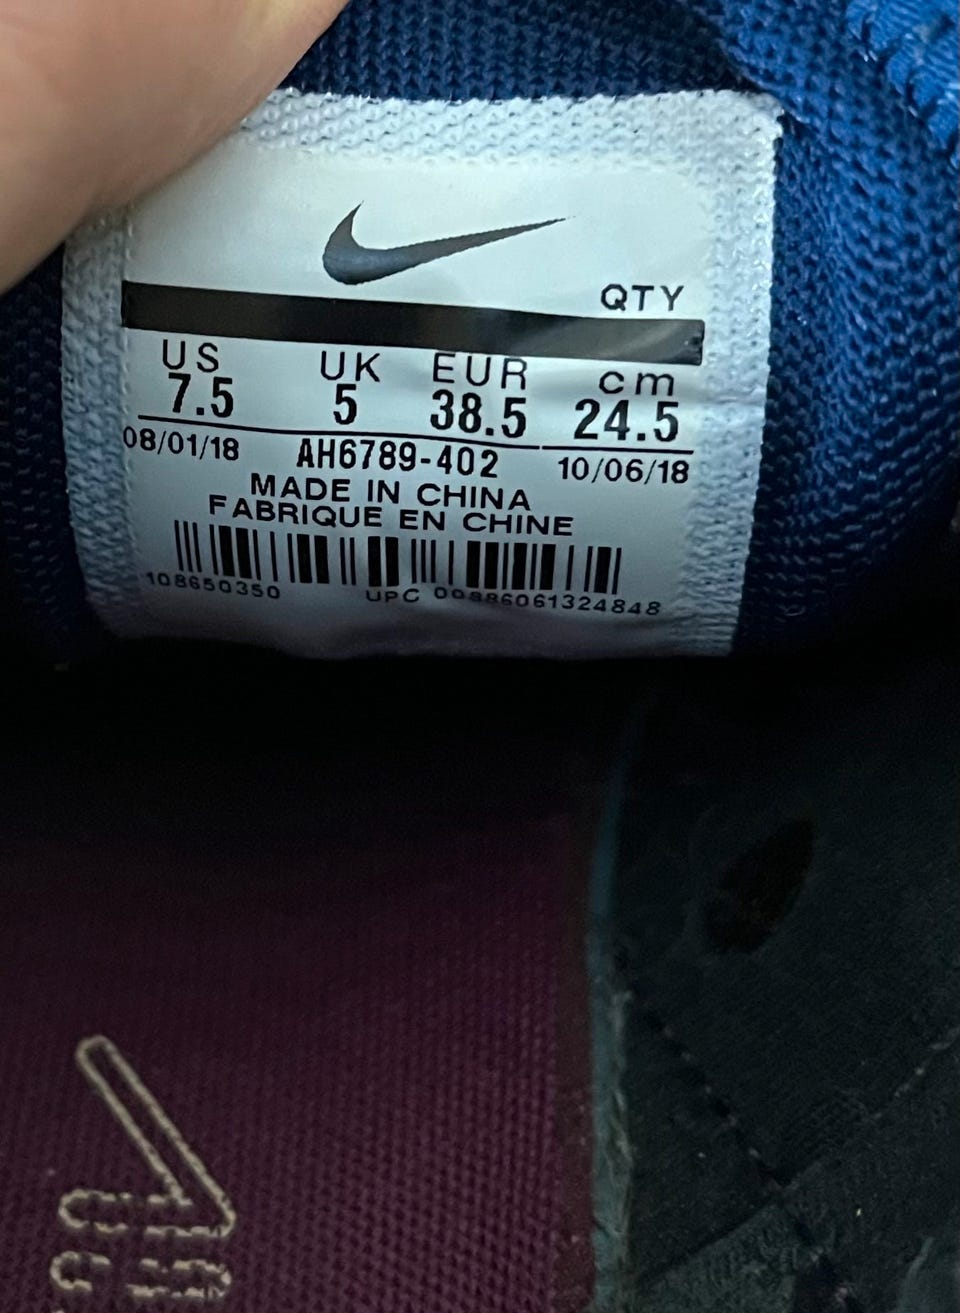 QTY
US UK EUR cm
7.5 5 38.5 24.5
08/01/18 AH6789-402 10/06/18
MADE IN CHINA
FABRIQUE EN CHINE
108650350 UPC 00886061324848